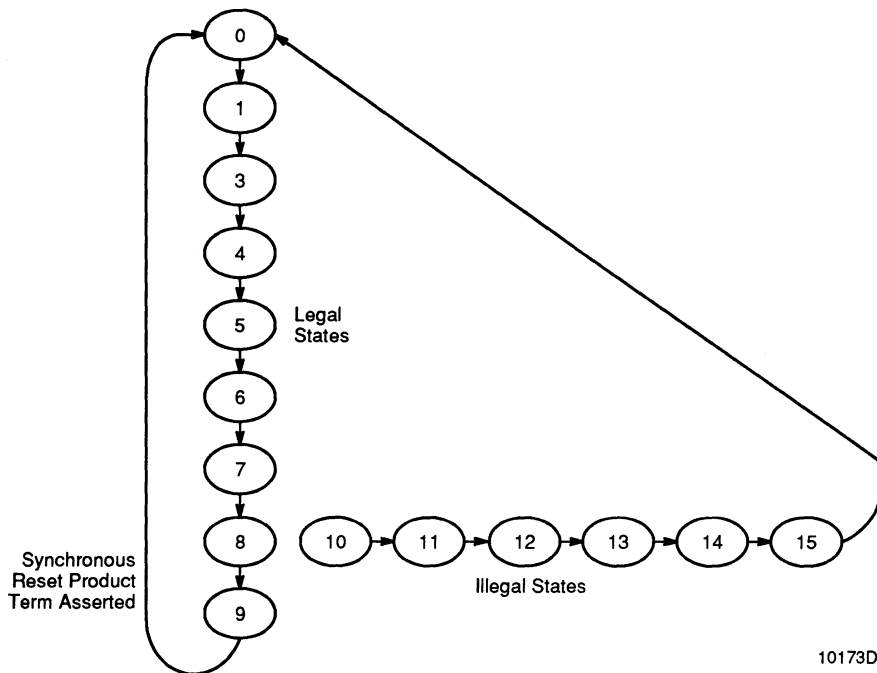 0
1
3
4
5
Legal
States
6
7
8
10 11 12 13 14 15
Synchronous
Reset Product
Term Asserted
Illegal States
9
10173D